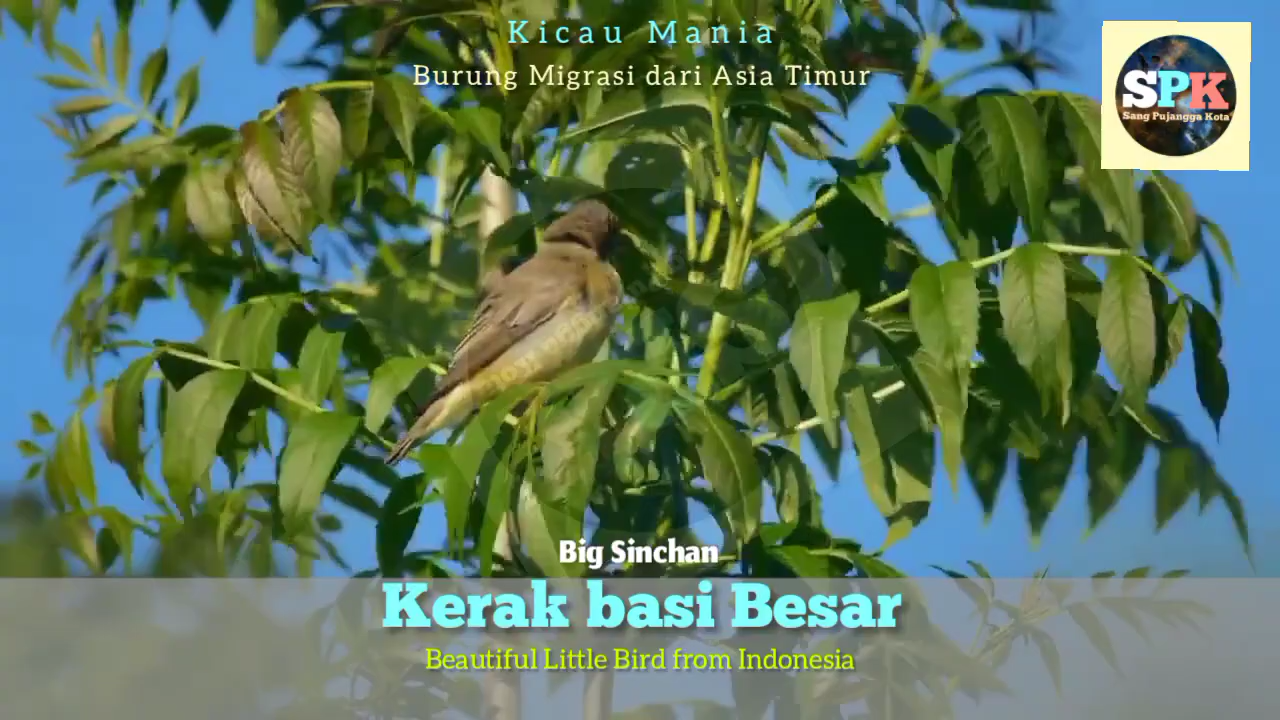 Kicau Mania
Burung Migrasi dari Asia Timur
SPK
Sang Pujangga Kota
Big Sinchan
Kerak basi Besar
Beautiful Little Bird from Indonesia